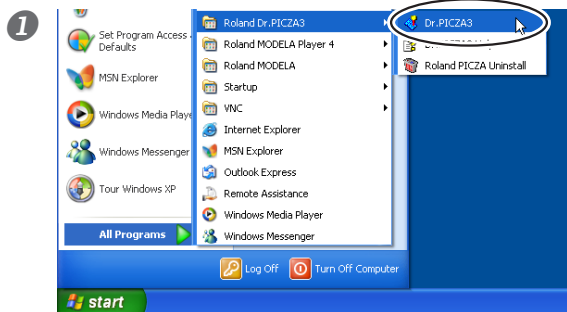 1
Set Program Access
Defaults
MSN Explorer
Windows Media Playe
Windows Messenger
Tour Windows XP
All Programs
Roland Dr.PICZA3
Roland MODELA Player 4
Roland MODELA
Startup
VNC
Internet Explorer
MSN Explorer
Outlook Express
Remote Assistance
Windows Media Player
Windows Messenger
Dr.PICZA3
Roland PICZA Uninstall
Log Off
Turn Off Computer
start